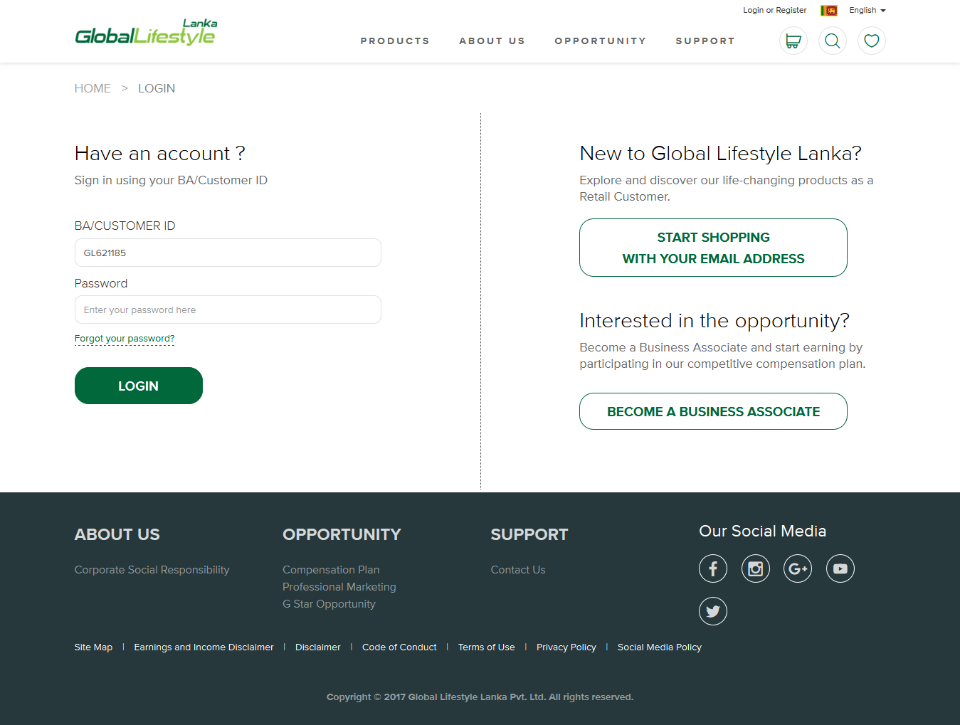 Login or Register
English
Lanka
GlobalLifestyle
PRODUCTS
ABOUT US
OPPORTUNITY
SUPPORT
HOME > LOGIN
Have an account ?
Sign in using your BA/Customer ID
BA/CUSTOMER ID
GL621185
Password
Enter your password here
Forgot your password?
LOGIN
New to Global Lifestyle Lanka?
Explore and discover our life-changing products as a
Retail Customer.
START SHOPPING
WITH YOUR EMAIL ADDRESS
Interested in the opportunity?
Become a Business Associate and start earning by
participating in our competitive compensation plan.
BECOME A BUSINESS ASSOCIATE
ABOUT US
Corporate Social Responsibility
OPPORTUNITY
Compensation Plan
Professional Marketing
G Star Opportunity
SUPPORT
Contact Us
Our Social Media
Site Map | Earnings and Income Disclaimer | Disclaimer | Code of Conduct | Terms of Use | Privacy Policy | Social Media Policy
Copyright © 2017 Global Lifestyle Lanka Pvt. Ltd. All rights reserved.